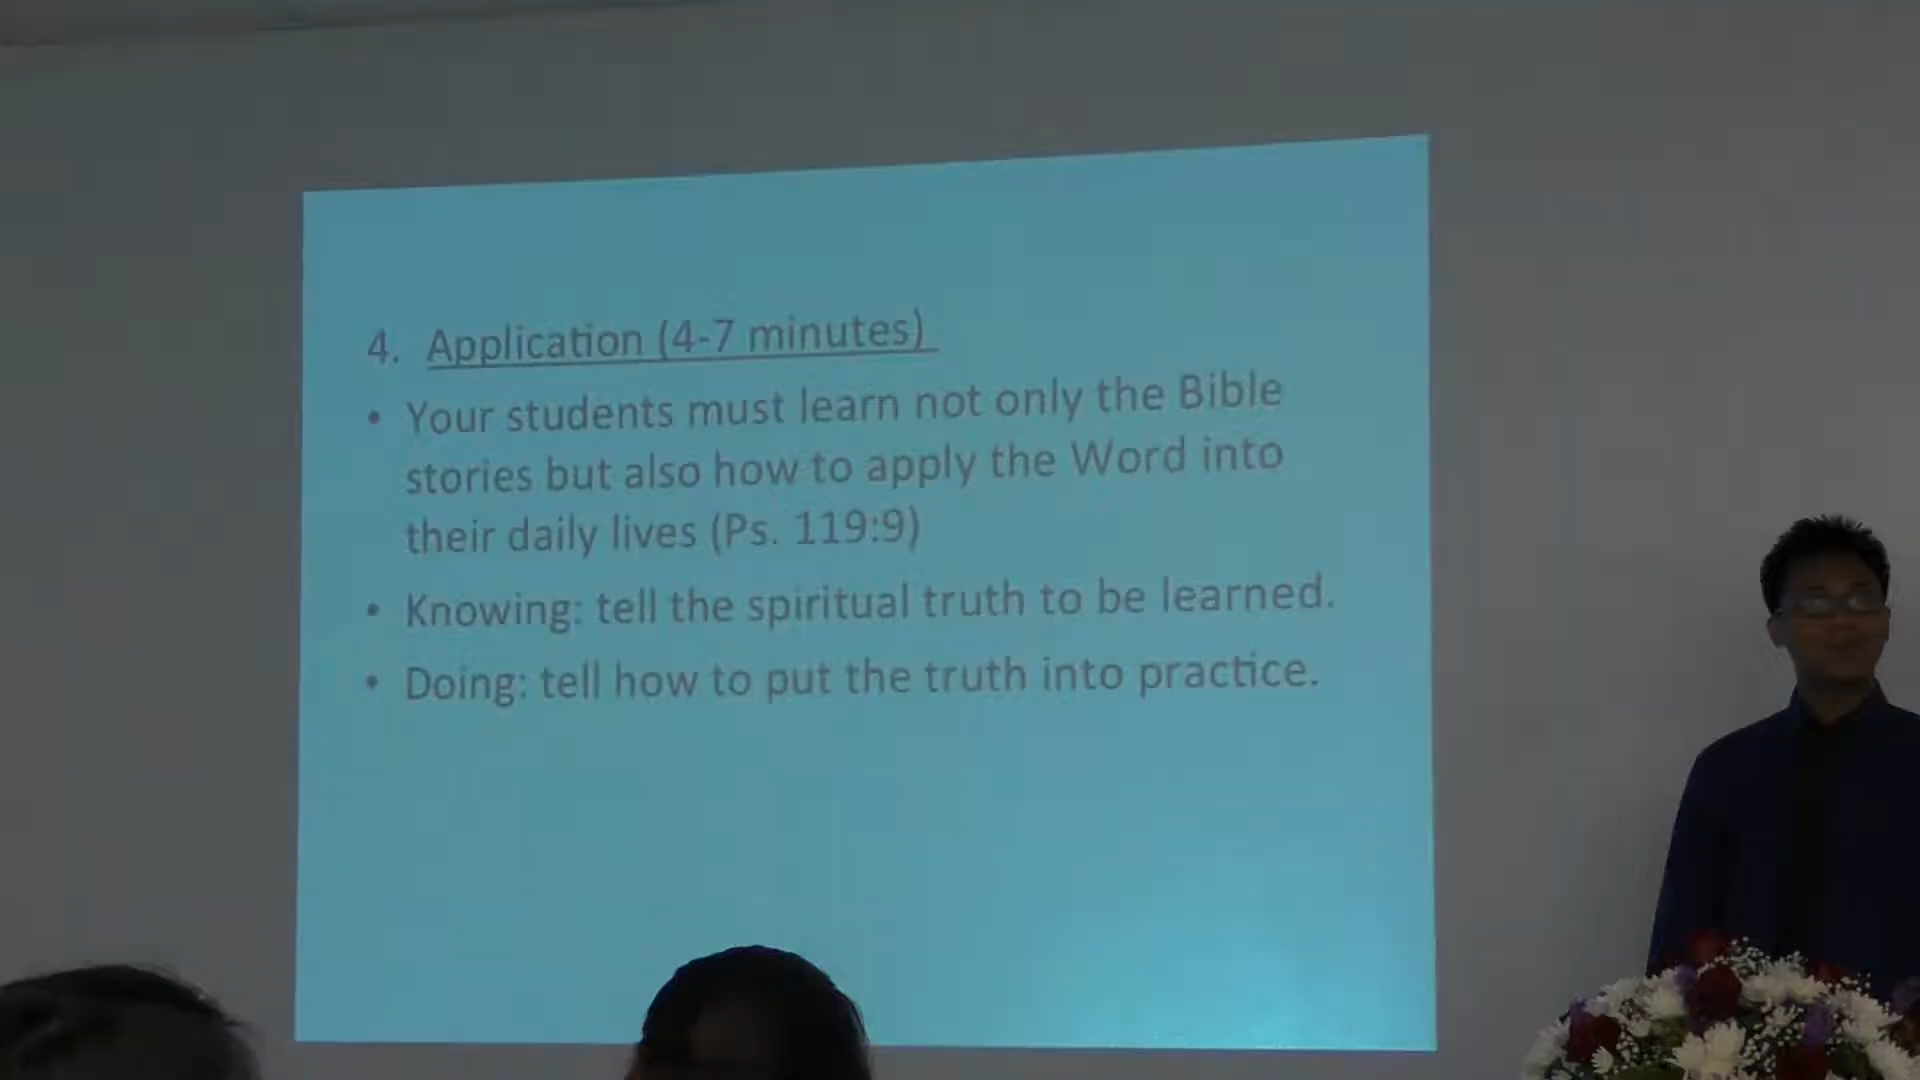 4. Application (4-7 minutes)
• Your students must learn not only the Bible
stories but also how to apply the Word into
their daily lives (Ps. 119:9)
• Knowing: tell the spiritual truth to be learned.
• Doing: tell how to put the truth into practice.